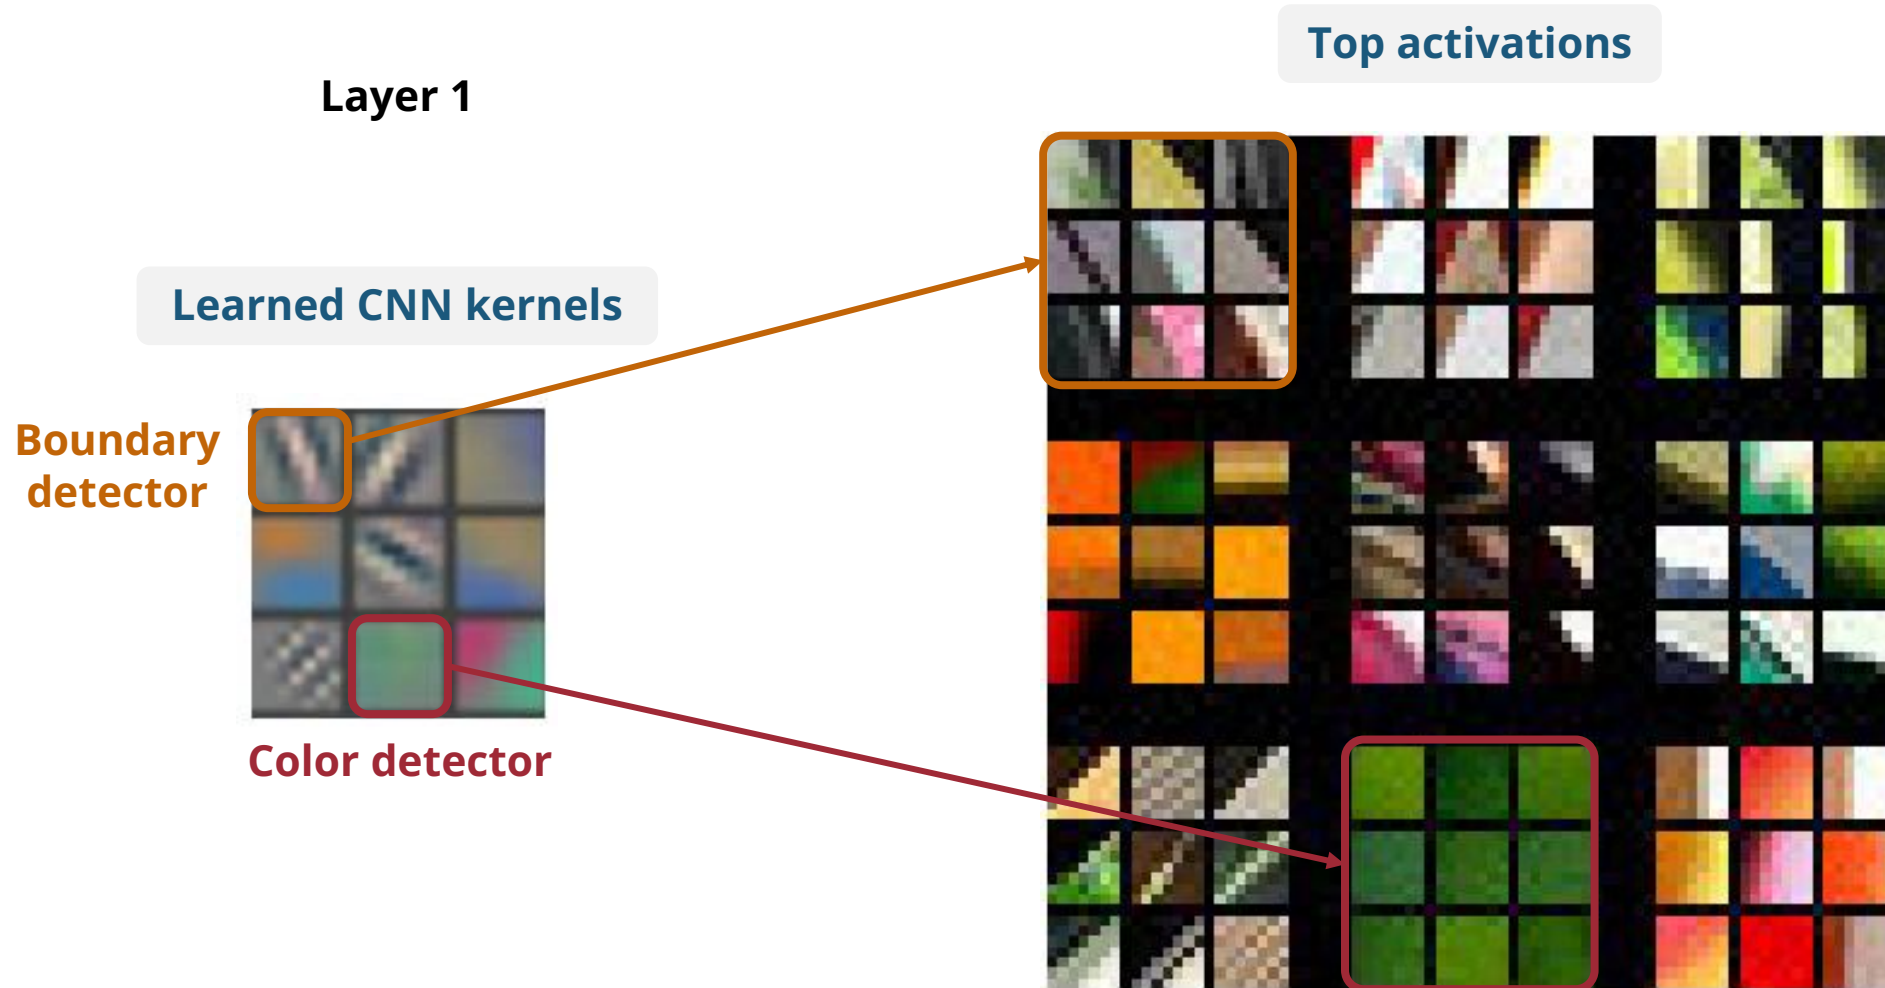 Top activations
Layer 1
Learned CNN kernels
Boundary
detector
Color detector